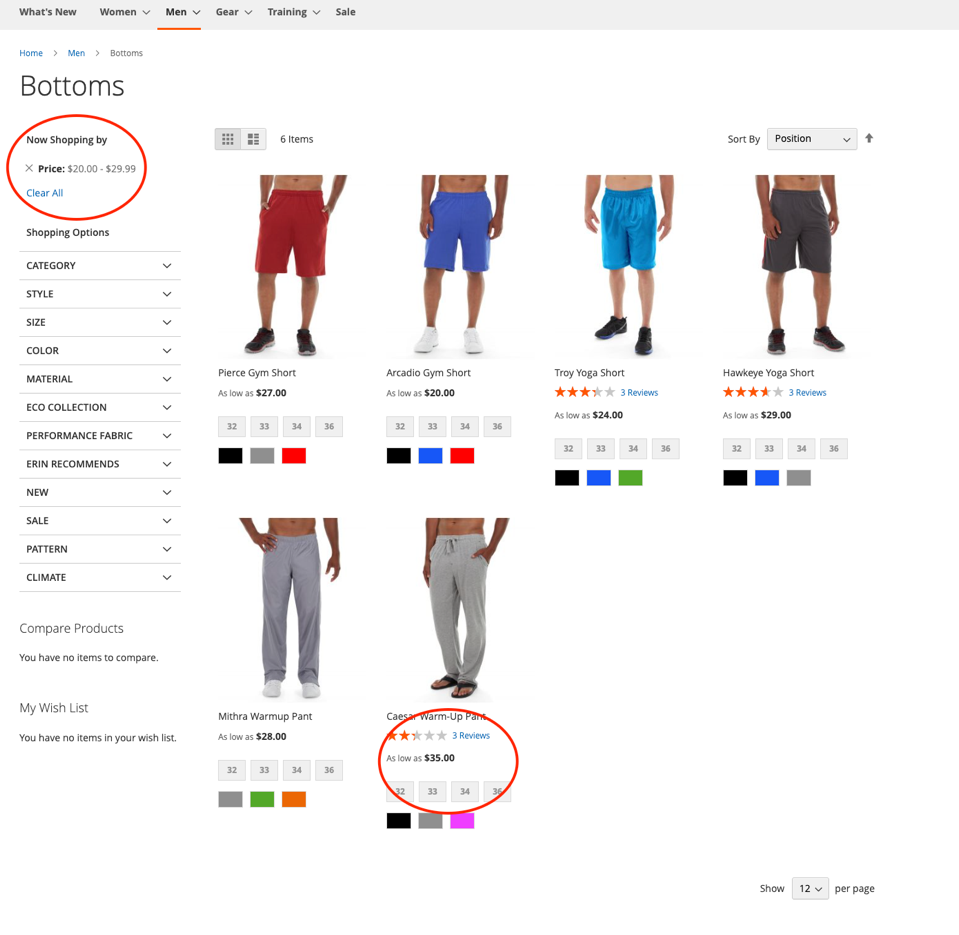 What's New Women Men Gear Training Sale
Home > Men > Bottoms
Bottoms
Now Shopping by
Price: $20.00 - $29.99
Clear All
Shopping Options
CATEGORY
STYLE
SIZE
COLOR
MATERIAL
ECO COLLECTION
PERFORMANCE FABRIC
ERIN RECOMMENDS
NEW
SALE
PATTERN
CLIMATE
Compare Products
You have no items to compare.
My Wish List
You have no items in your wish list.
6 Items
Sort By Position
Pierce Gym Short
As low as $27.00
32 33 34 36
Arcadio Gym Short
As low as $20.00
32 33 34 36
Troy Yoga Short
3 Reviews
As low as $24.00
32 33 34 36
Hawkeye Yoga Short
3 Reviews
As low as $29.00
32 33 34 36
Mithra Warmup Pant
As low as $28.00
32 33 34 36
Caesar Warm-Up Pant
3 Reviews
As low as $35.00
32 33 34 36
Show 12 per page